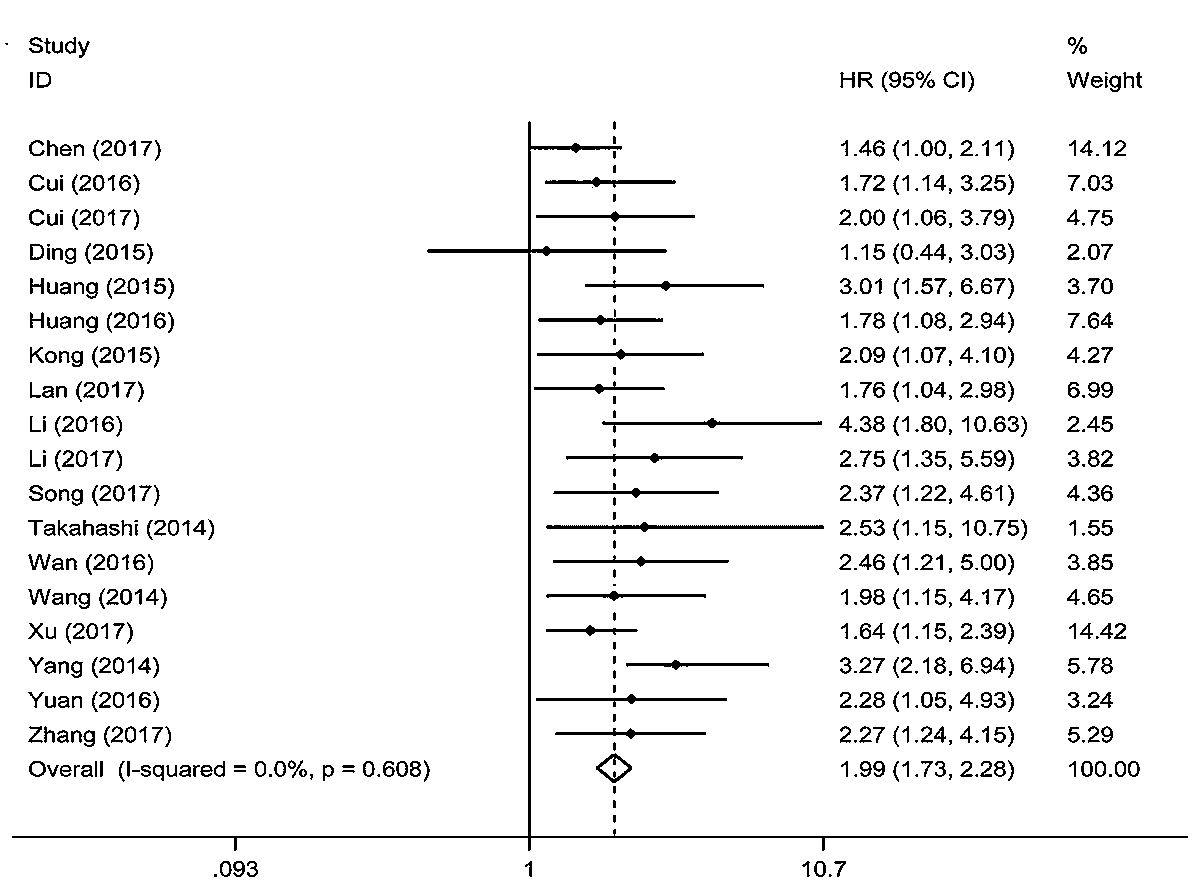 Study %
ID HR (95% CI) Weight
Chen (2017) 1.46 (1.00, 2.11) 14.12
Cui (2016) 1.72 (1.14, 3.25) 7.03
Cui (2017) 2.00 (1.06, 3.79) 4.75
Ding (2015) 1.15 (0.44, 3.03) 2.07
Huang (2015) 3.01 (1.57, 6.67) 3.70
Huang (2016) 1.78 (1.08, 2.94) 7.64
Kong (2015) 2.09 (1.07, 4.10) 4.27
Lan (2017) 1.76 (1.04, 2.98) 6.99
Li (2016) 4.38 (1.80, 10.63) 2.45
Li (2017) 2.75 (1.35, 5.59) 3.82
Song (2017) 2.37 (1.22, 4.61) 4.36
Takahashi (2014) 2.53 (1.15, 10.75) 1.55
Wan (2016) 2.46 (1.21, 5.00) 3.85
Wang (2014) 1.98 (1.15, 4.17) 4.65
Xu (2017) 1.64 (1.15, 2.39) 14.42
Yang (2014) 3.27 (2.18, 6.94) 5.78
Yuan (2016) 2.28 (1.05, 4.93) 3.24
Zhang (2017) 2.27 (1.24, 4.15) 5.29
Overall (I-squared = 0.0%, p = 0.608) 1.99 (1.73, 2.28) 100.00
.093 1 10.7